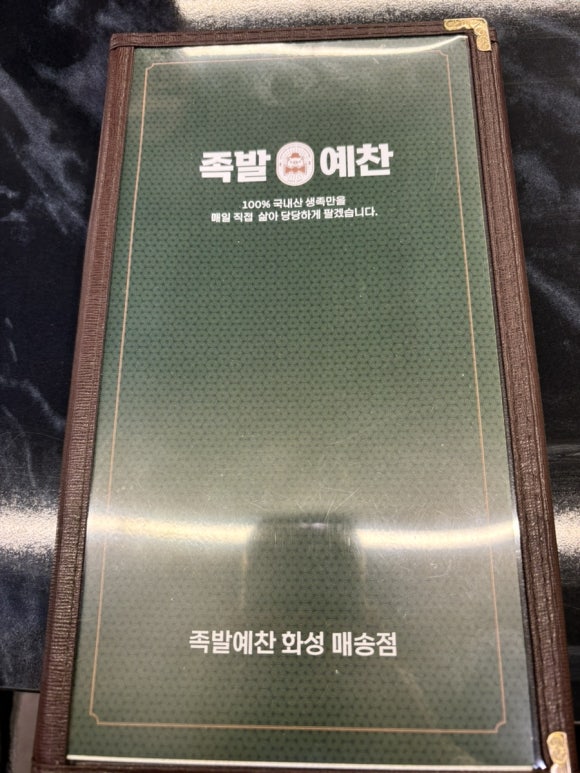 족발 예찬
100% 국내산 생족만을
매일 직접 삶아 당당하게 팔겠습니다.
족발예찬 화성 매송점